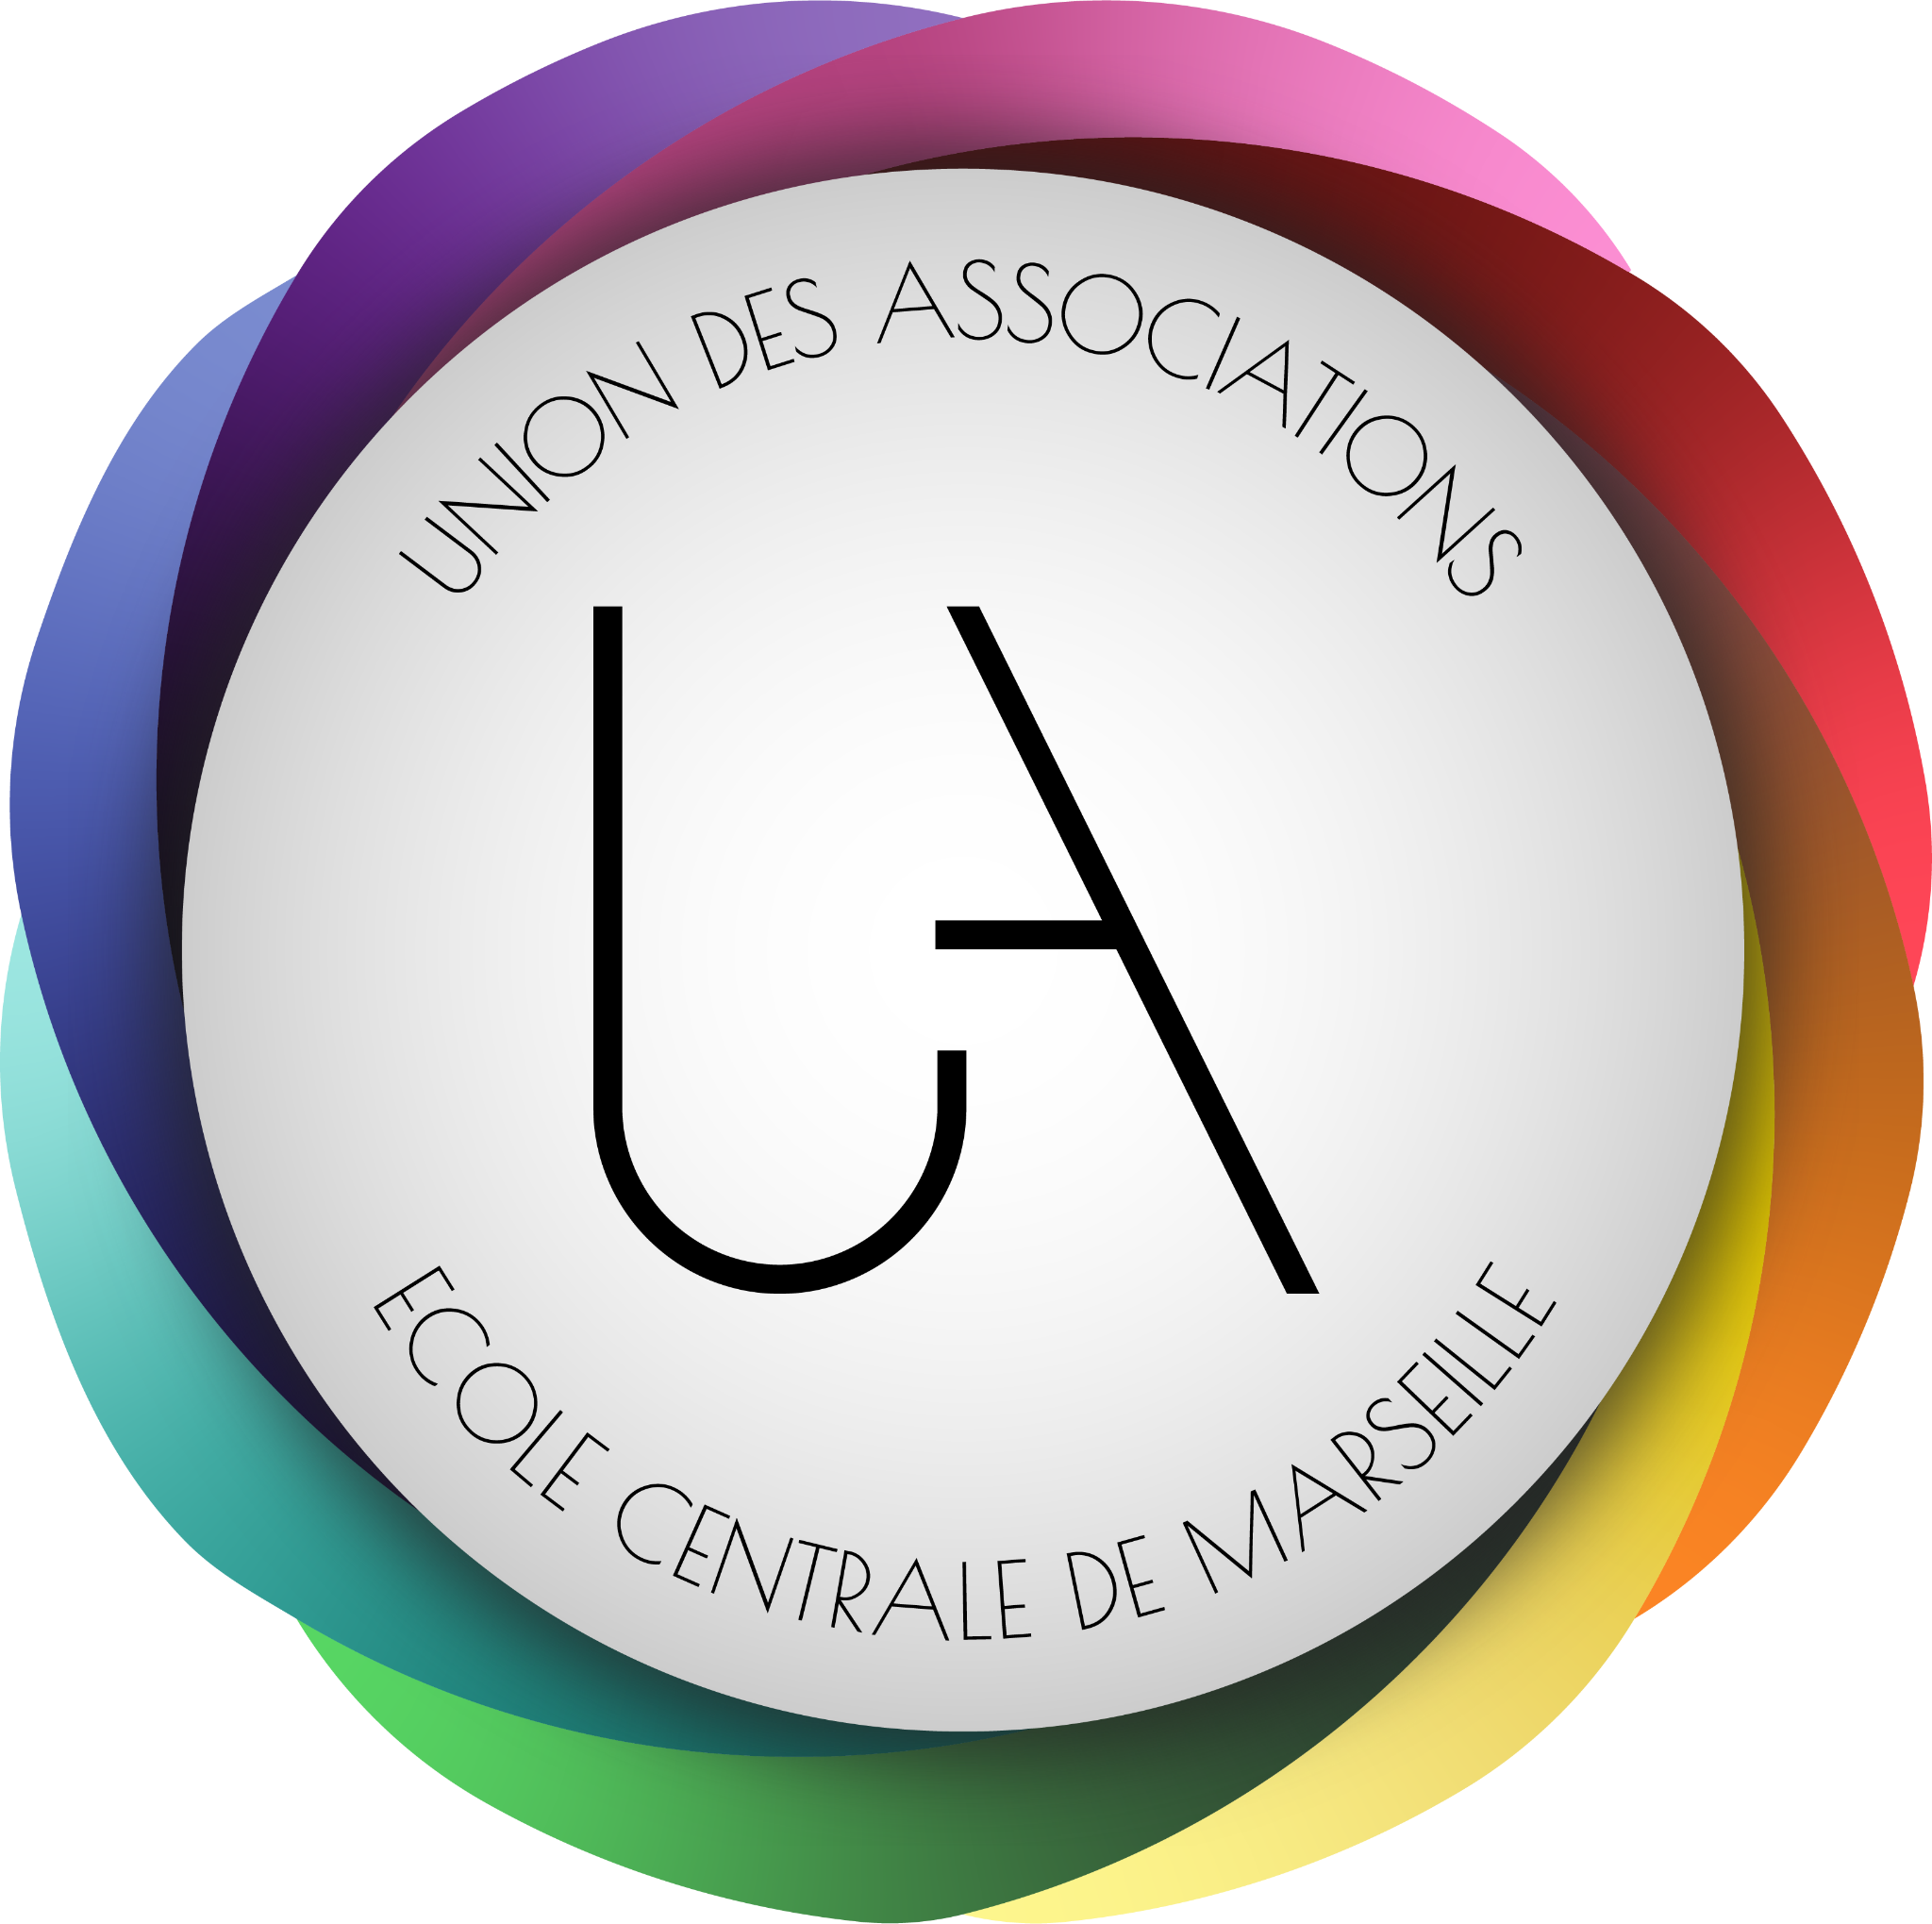 UNION DES ASSOCIATIONS
UA
ECOLE CENTRALE DE MARSEILLE